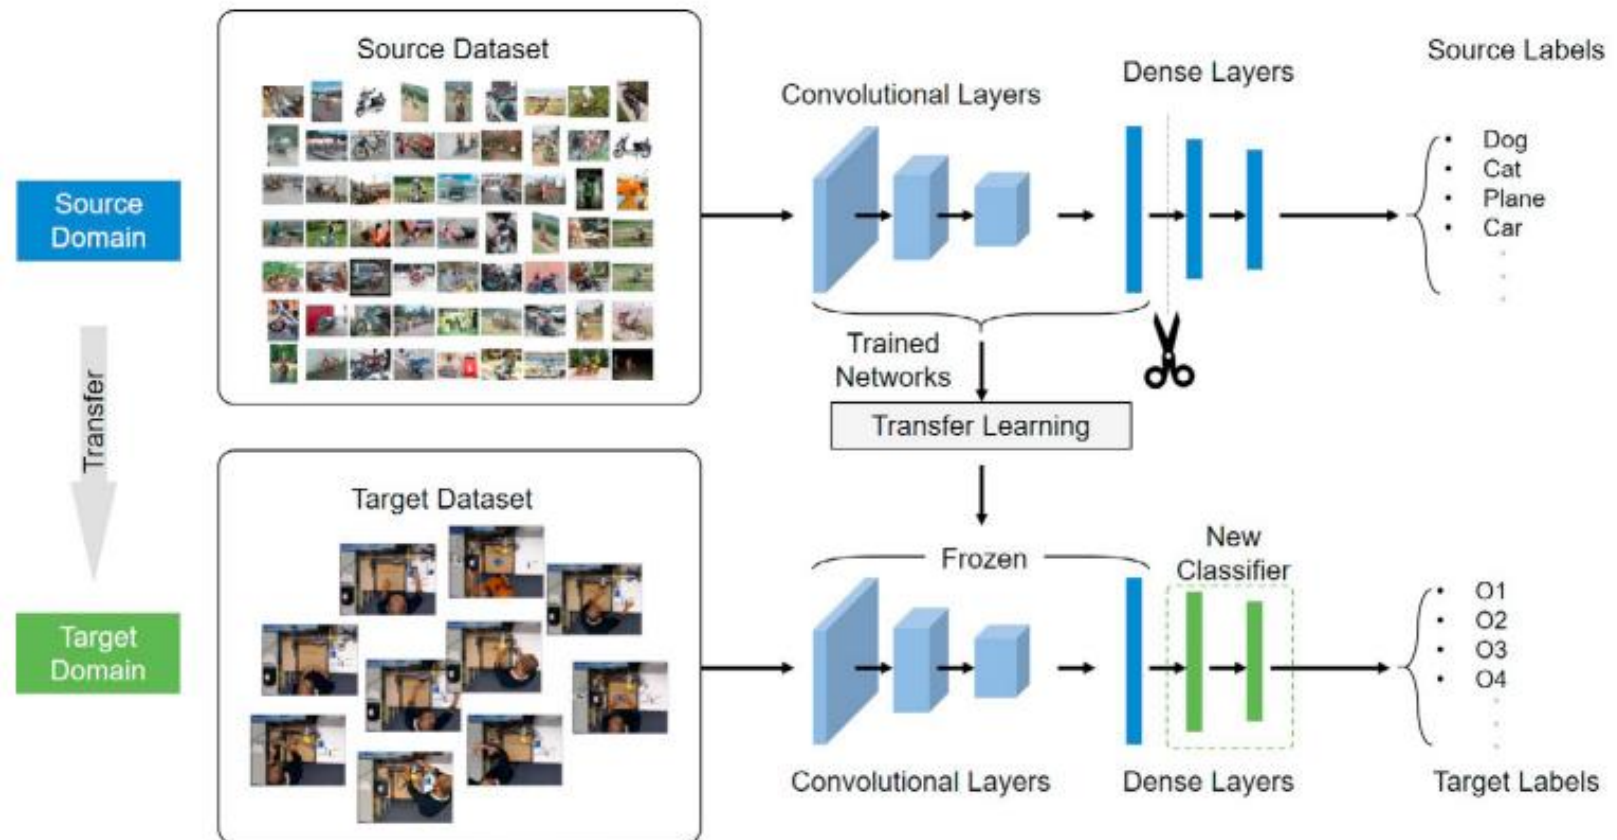 Source Dataset
Convolutional Layers
Dense Layers
Source Labels
• Dog
• Cat
• Plane
• Car
Source
Domain
Trained
Networks
Transfer Learning
Transfer
Target Dataset
Frozen
New
Classifier
Target
Domain
• O1
• O2
• O3
• O4
Convolutional Layers
Dense Layers
Target Labels